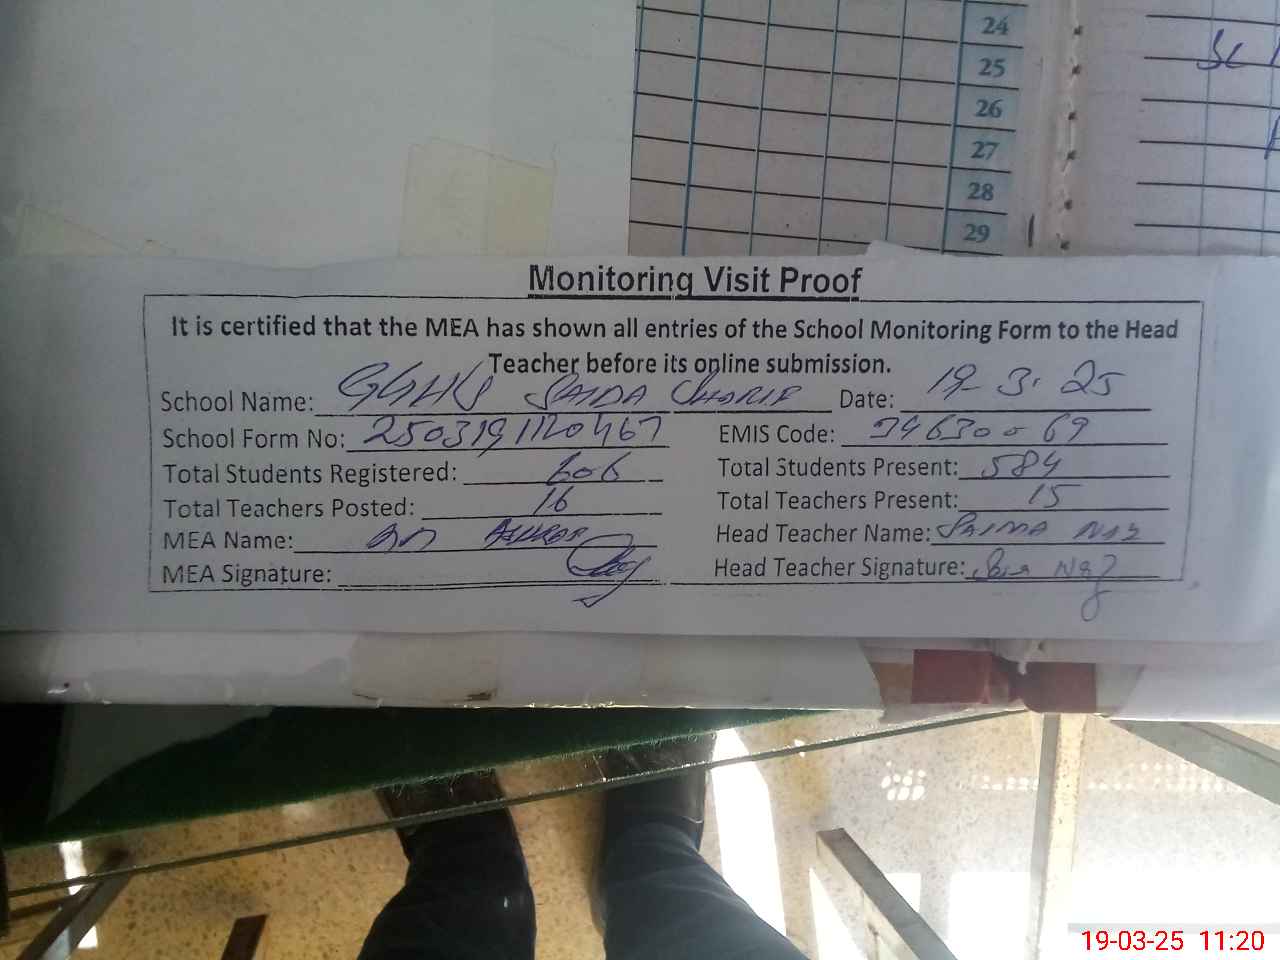 24
25
26
27
28
29
Monitoring Visit Proof
It is certified that the MEA has shown all entries of the School Monitoring Form to the Head
Teacher before its online submission.
School Name: GGHS SAIDA Date: 19-3-25
School Form No: 2503191120467 EMIS Code:
Total Students Registered: 606 Total Students Present: 584
Total Teachers Posted: 16 Total Teachers Present: 15
MEA Name: Head Teacher Name: SAIMA NAZ
MEA Signature: Head Teacher Signature: Naz
19-03-25 11:20